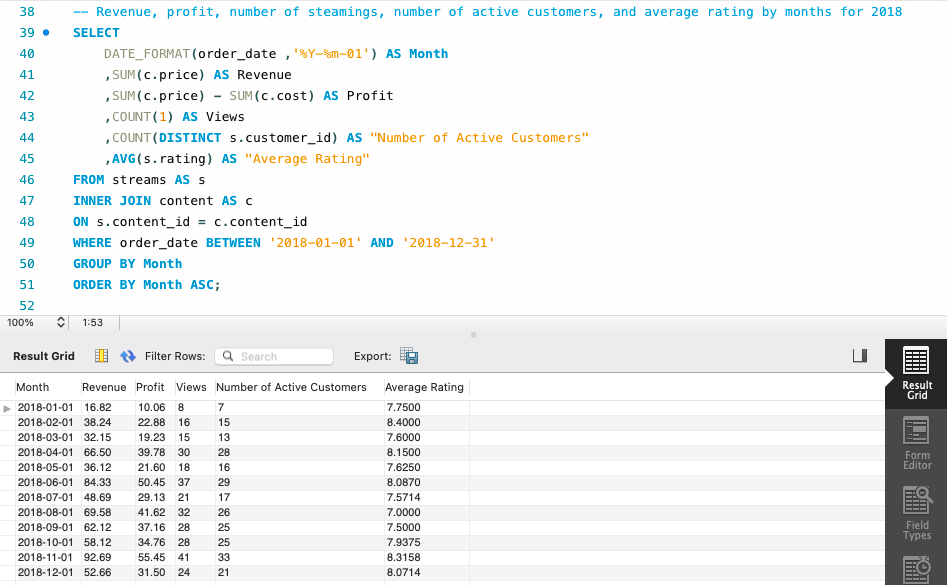 38 -- Revenue, profit, number of steamings, number of active customers, and average rating by months for 2018
39 SELECT
40 DATE_FORMAT(order_date ,'%Y-%m-01') AS Month
41 ,SUM(c.price) AS Revenue
42 ,SUM(c.price) - SUM(c.cost) AS Profit
43 ,COUNT(1) AS Views
44 ,COUNT(DISTINCT s.customer_id) AS "Number of Active Customers"
45 ,AVG(s.rating) AS "Average Rating"
46 FROM streams AS s
47 INNER JOIN content AS c
48 ON s.content_id = c.content_id
49 WHERE order_date BETWEEN '2018-01-01' AND '2018-12-31'
50 GROUP BY Month
51 ORDER BY Month ASC;
52
100% 1:53
Result Grid Filter Rows: Search Export:
Month Revenue Profit Views Number of Active Customers Average Rating
2018-01-01 16.82 10.06 8 7 7.7500
2018-02-01 38.24 22.88 16 15 8.4000
2018-03-01 32.15 19.23 15 13 7.6000
2018-04-01 66.50 39.78 30 28 8.1500
2018-05-01 36.12 21.60 18 16 7.6250
2018-06-01 84.33 50.45 37 29 8.0870
2018-07-01 48.69 29.13 21 17 7.5714
2018-08-01 69.58 41.62 32 26 7.0000
2018-09-01 62.12 37.16 28 25 7.5000
2018-10-01 58.12 34.76 28 25 7.9375
2018-11-01 92.69 55.45 41 33 8.3158
2018-12-01 52.66 31.50 24 21 8.0714
Result
Grid
Form
Editor
Field
Types